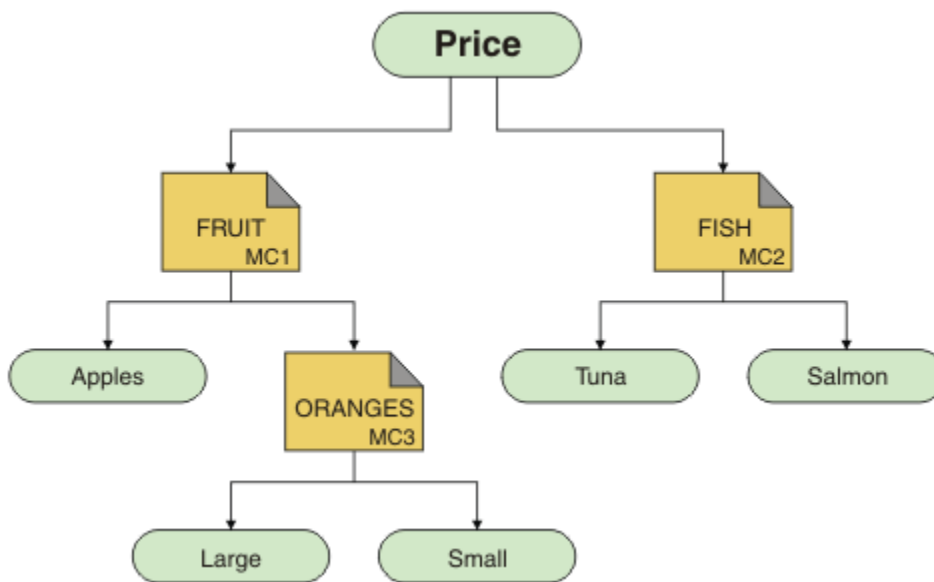 Price
FRUIT
MC1
FISH
MC2
Apples
ORANGES
MC3
Tuna
Salmon
Large
Small